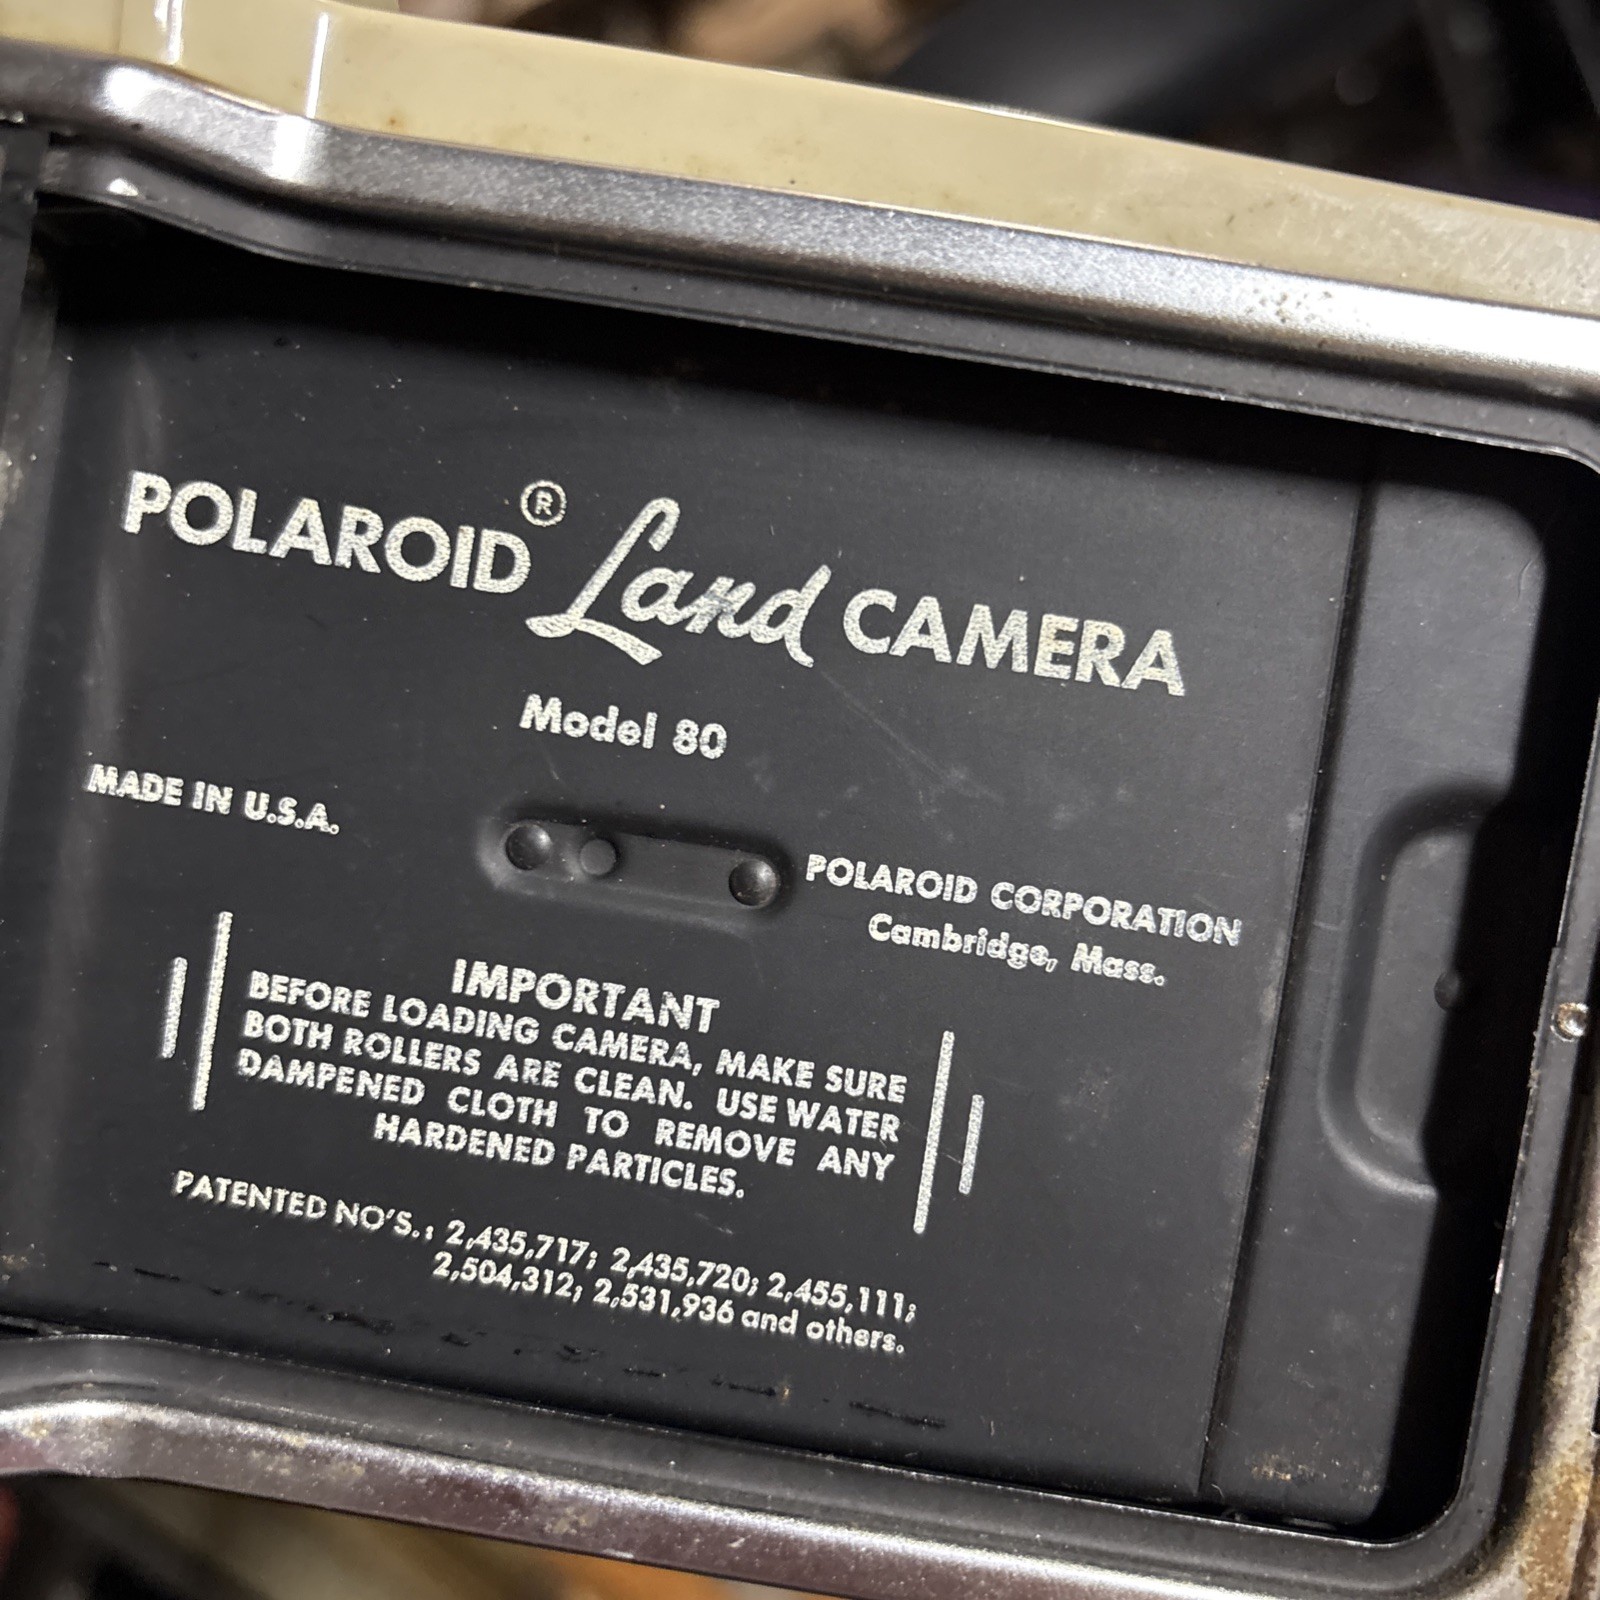 POLAROID® Land CAMERA
Model 80
MADE IN U.S.A.
POLAROID CORPORATION
Cambridge, Mass.
IMPORTANT
BEFORE LOADING CAMERA, MAKE SURE
BOTH ROLLERS ARE CLEAN. USE WATER
DAMPENED CLOTH TO REMOVE ANY
HARDENED PARTICLES.
PATENTED NO'S.: 2,435,717; 2,435,720; 2,455,111;
2,504,312; 2,531,936 and others.